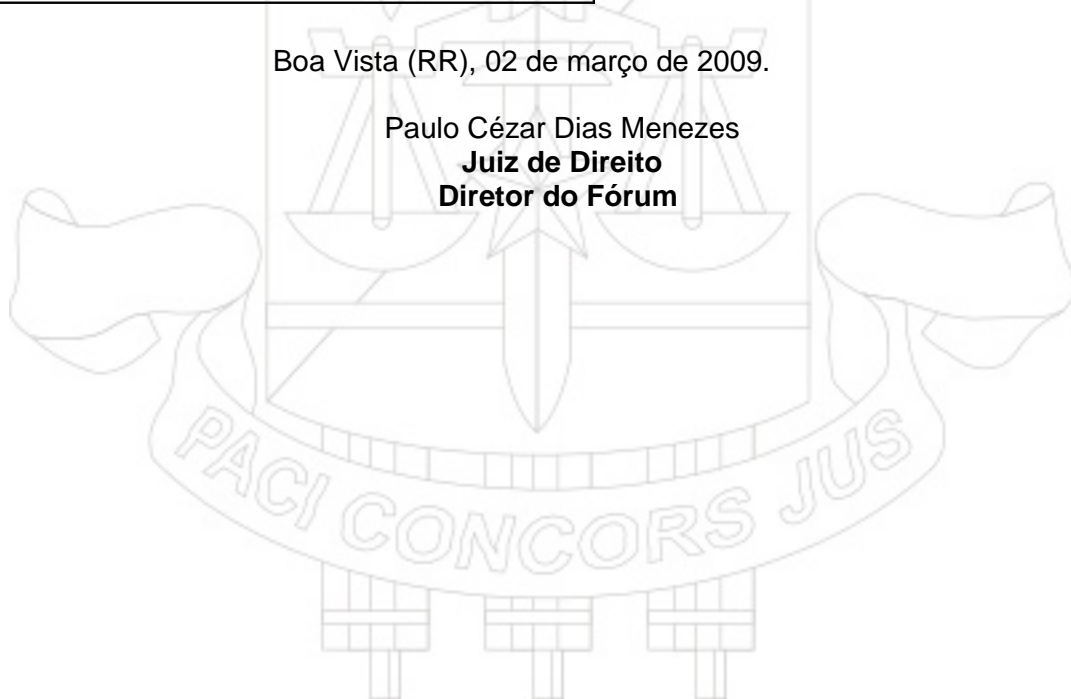 Boa Vista (RR), 02 de março de 2009.
Paulo Cézar Dias Menezes
Juiz de Direito
Diretor do Fórum
PACI CONCORS JUS